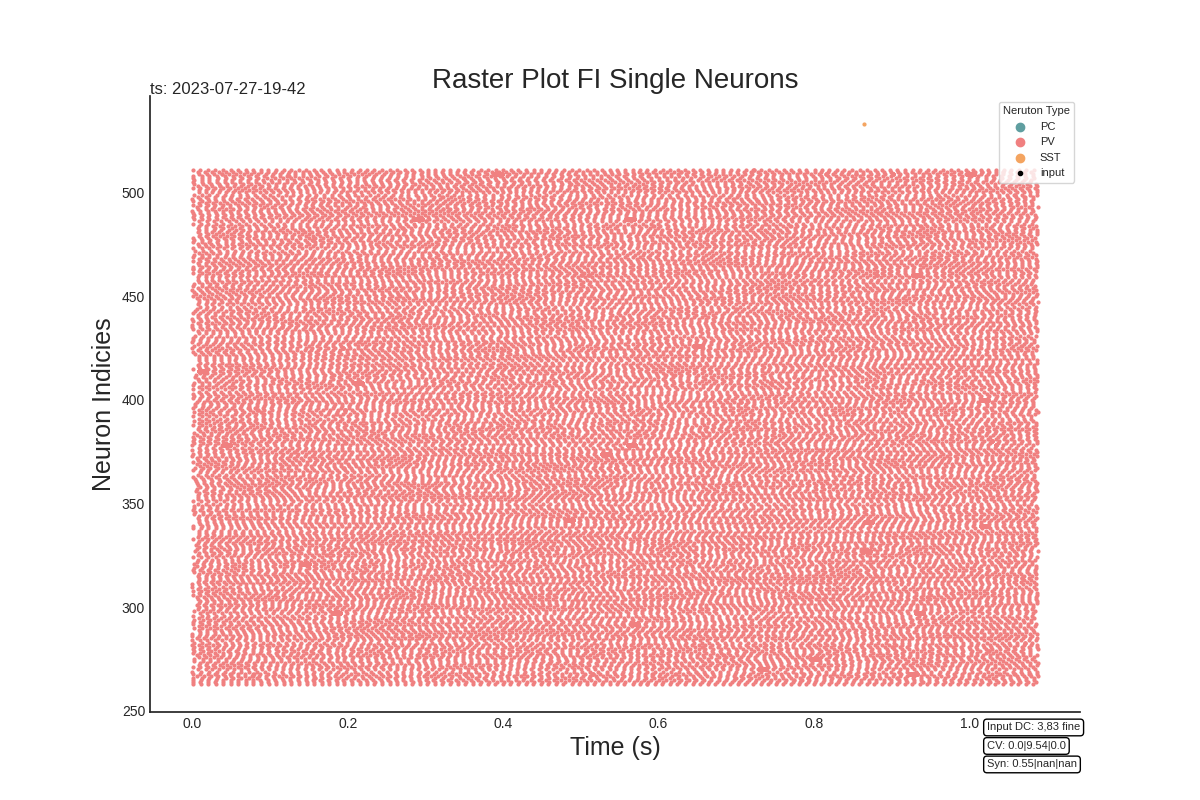 Raster Plot FI Single Neurons
ts: 2023-07-27-19-42
Neruton Type
PC
PV
SST
input
Neuron Indicies
500
450
400
350
300
250
0.0
0.2
0.4
0.6
0.8
1.0
Time (s)
Input DC: 3,83 fine
CV: 0.0|9.54|0.0
Syn: 0.55|nan|nan